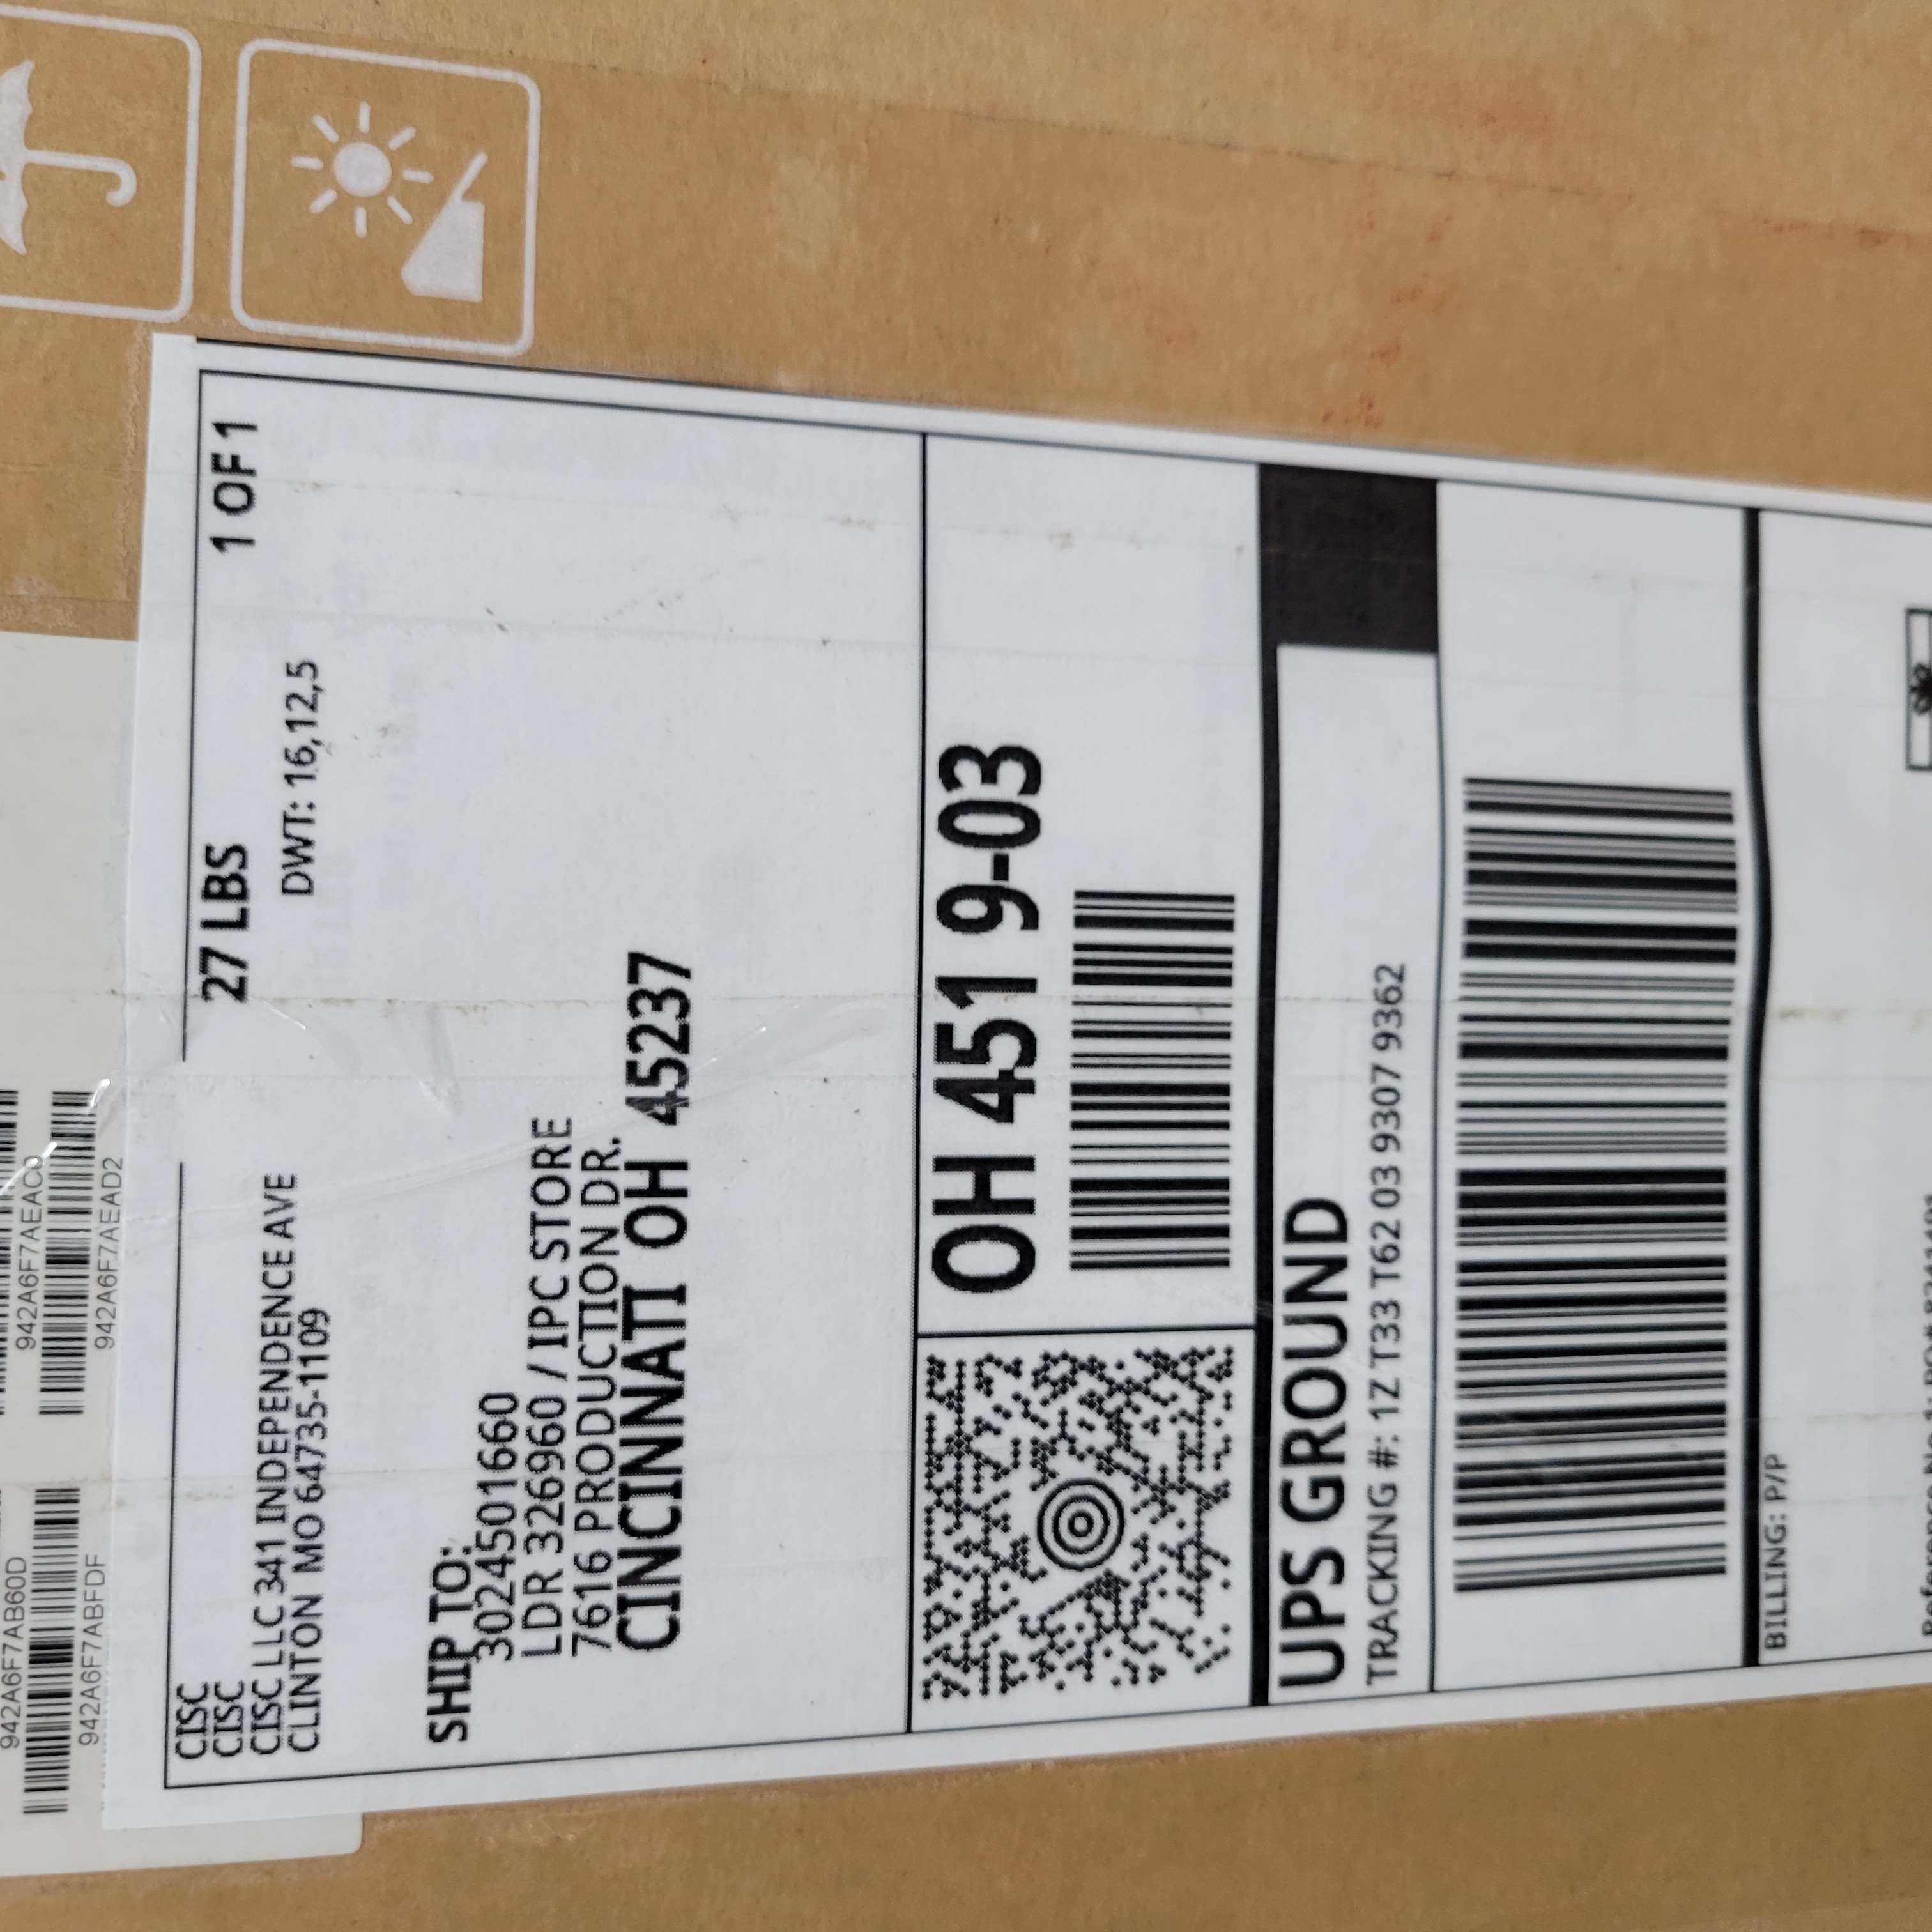 942A6F7AB60D
942A6F7ABFDF
942A6F7AEAD2
CISC
CISC
CISC LLC 341 INDEPENDENCE AVE
CLINTON MO 64735-1109
27 LBS
1 OF 1
DWT: 16,12,5
SHIP TO:
3024501660
LDR 326960 / IPC STORE
7616 PRODUCTION DR.
CINCINNATI OH 45237
OH 451 9-03
UPS GROUND
TRACKING #: 1Z T33 T62 03 9307 9362
BILLING: P/P